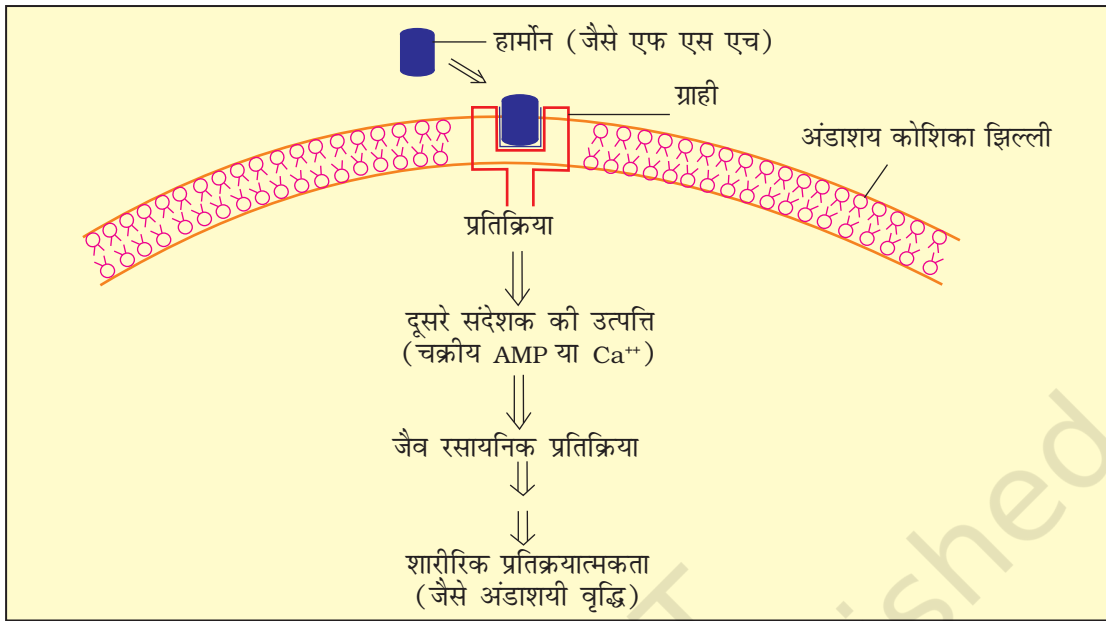 हार्मोन (जैसे एफ एस एच)
ग्राही
अंडाशय कोशिका झिल्ली
प्रतिक्रिया
दूसरे संदेशक की उत्पत्ति
(चक्रीय AMP या Ca⁺⁺)
जैव रसायनिक प्रतिक्रिया
शारीरिक प्रतिक्रयात्मकता
(जैसे अंडाशयी वृद्धि)